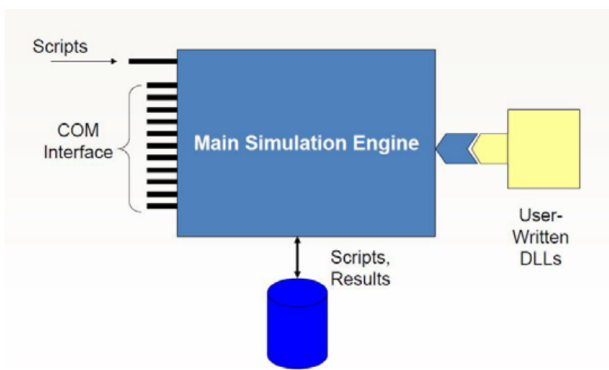 Scripts
COM
Interface
Main Simulation Engine
User-
Written
DLLs
Scripts,
Results